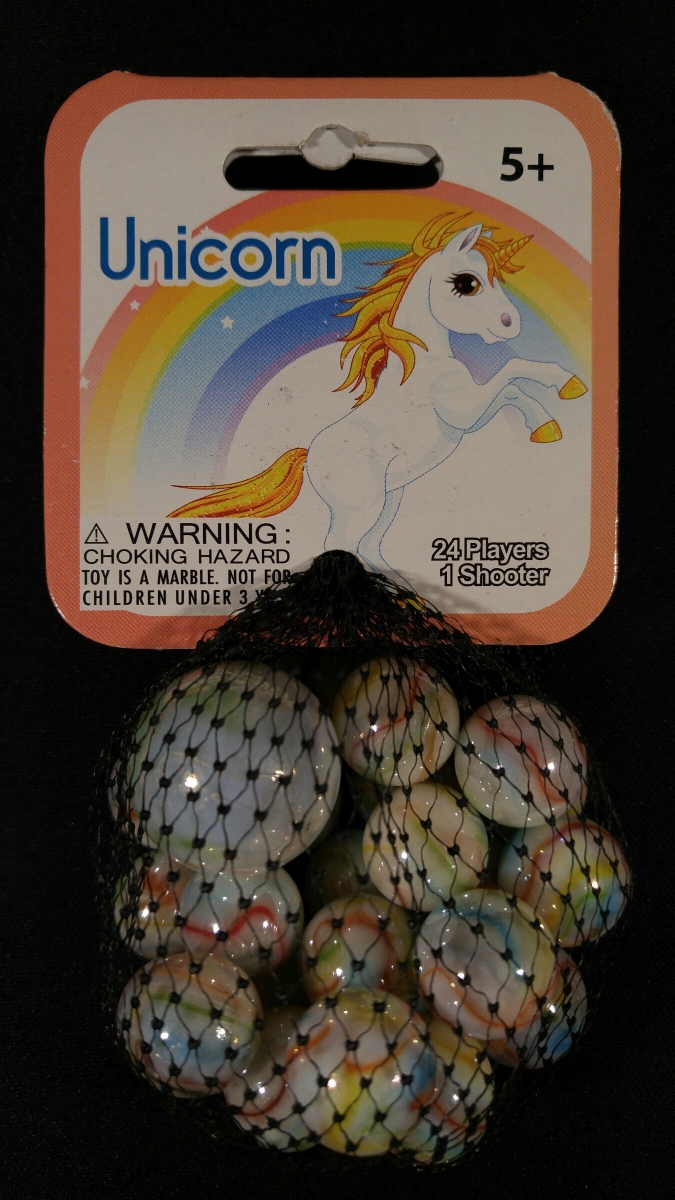 5+
Unicorn
⚠ WARNING:
CHOKING HAZARD
TOY IS A MARBLE. NOT FOR
CHILDREN UNDER 3
24 Players
1 Shooter